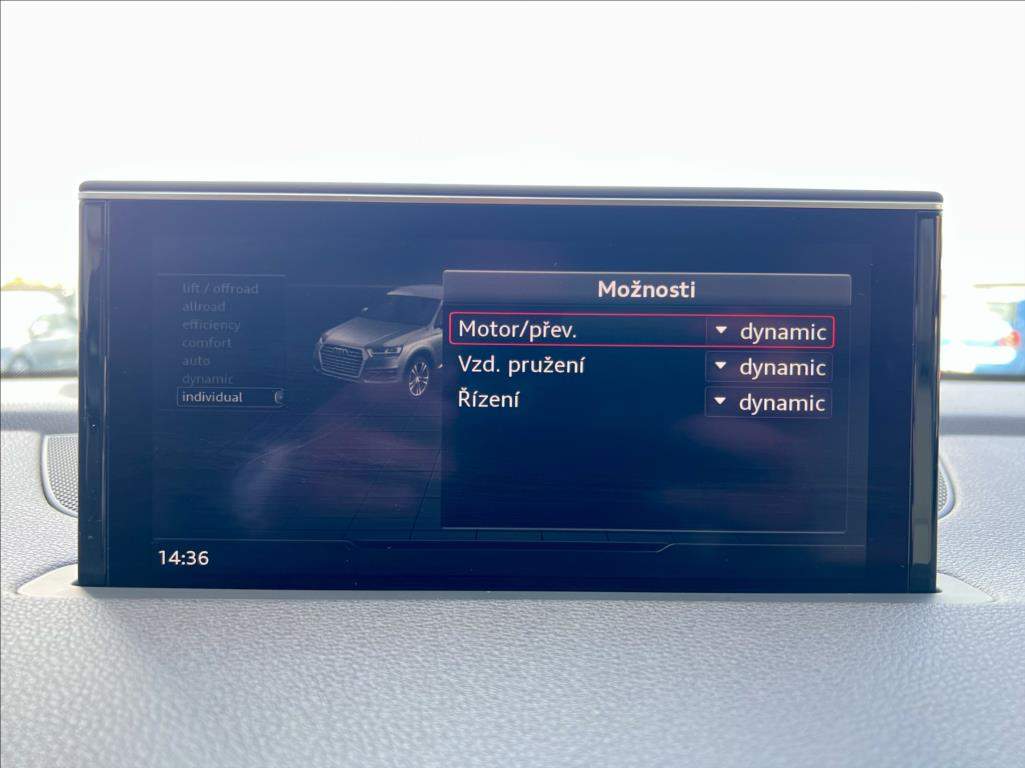 lift / offroad
allroad
efficiency
comfort
auto
dynamic
individual
Možnosti
Motor/přev. dynamic
Vzd. pružení dynamic
Řízení dynamic
14:36